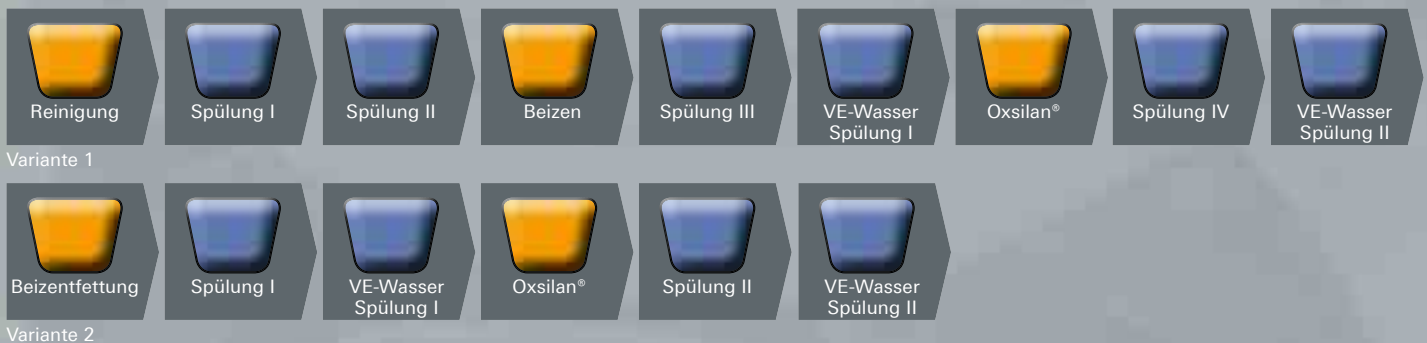 Reinigung
Spülung I
Spülung II
Beizen
Spülung III
VE-Wasser
Spülung I
Oxsilan®
Spülung IV
VE-Wasser
Spülung II
Variante 1
Beizentfettung
Spülung I
VE-Wasser
Spülung I
Oxsilan®
Spülung II
VE-Wasser
Spülung II
Variante 2